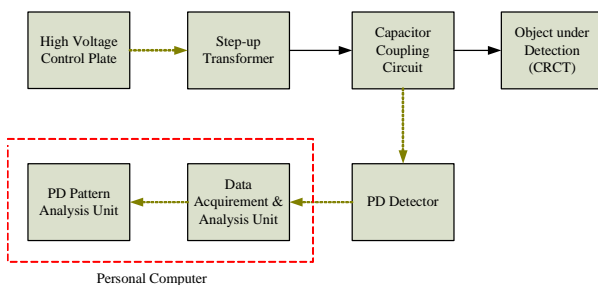 High Voltage
Control Plate
Step-up
Transformer
Capacitor
Coupling
Circuit
Object under
Detection
(CRCT)
PD Pattern
Analysis Unit
Data
Acquirement &
Analysis Unit
PD Detector
Personal Computer